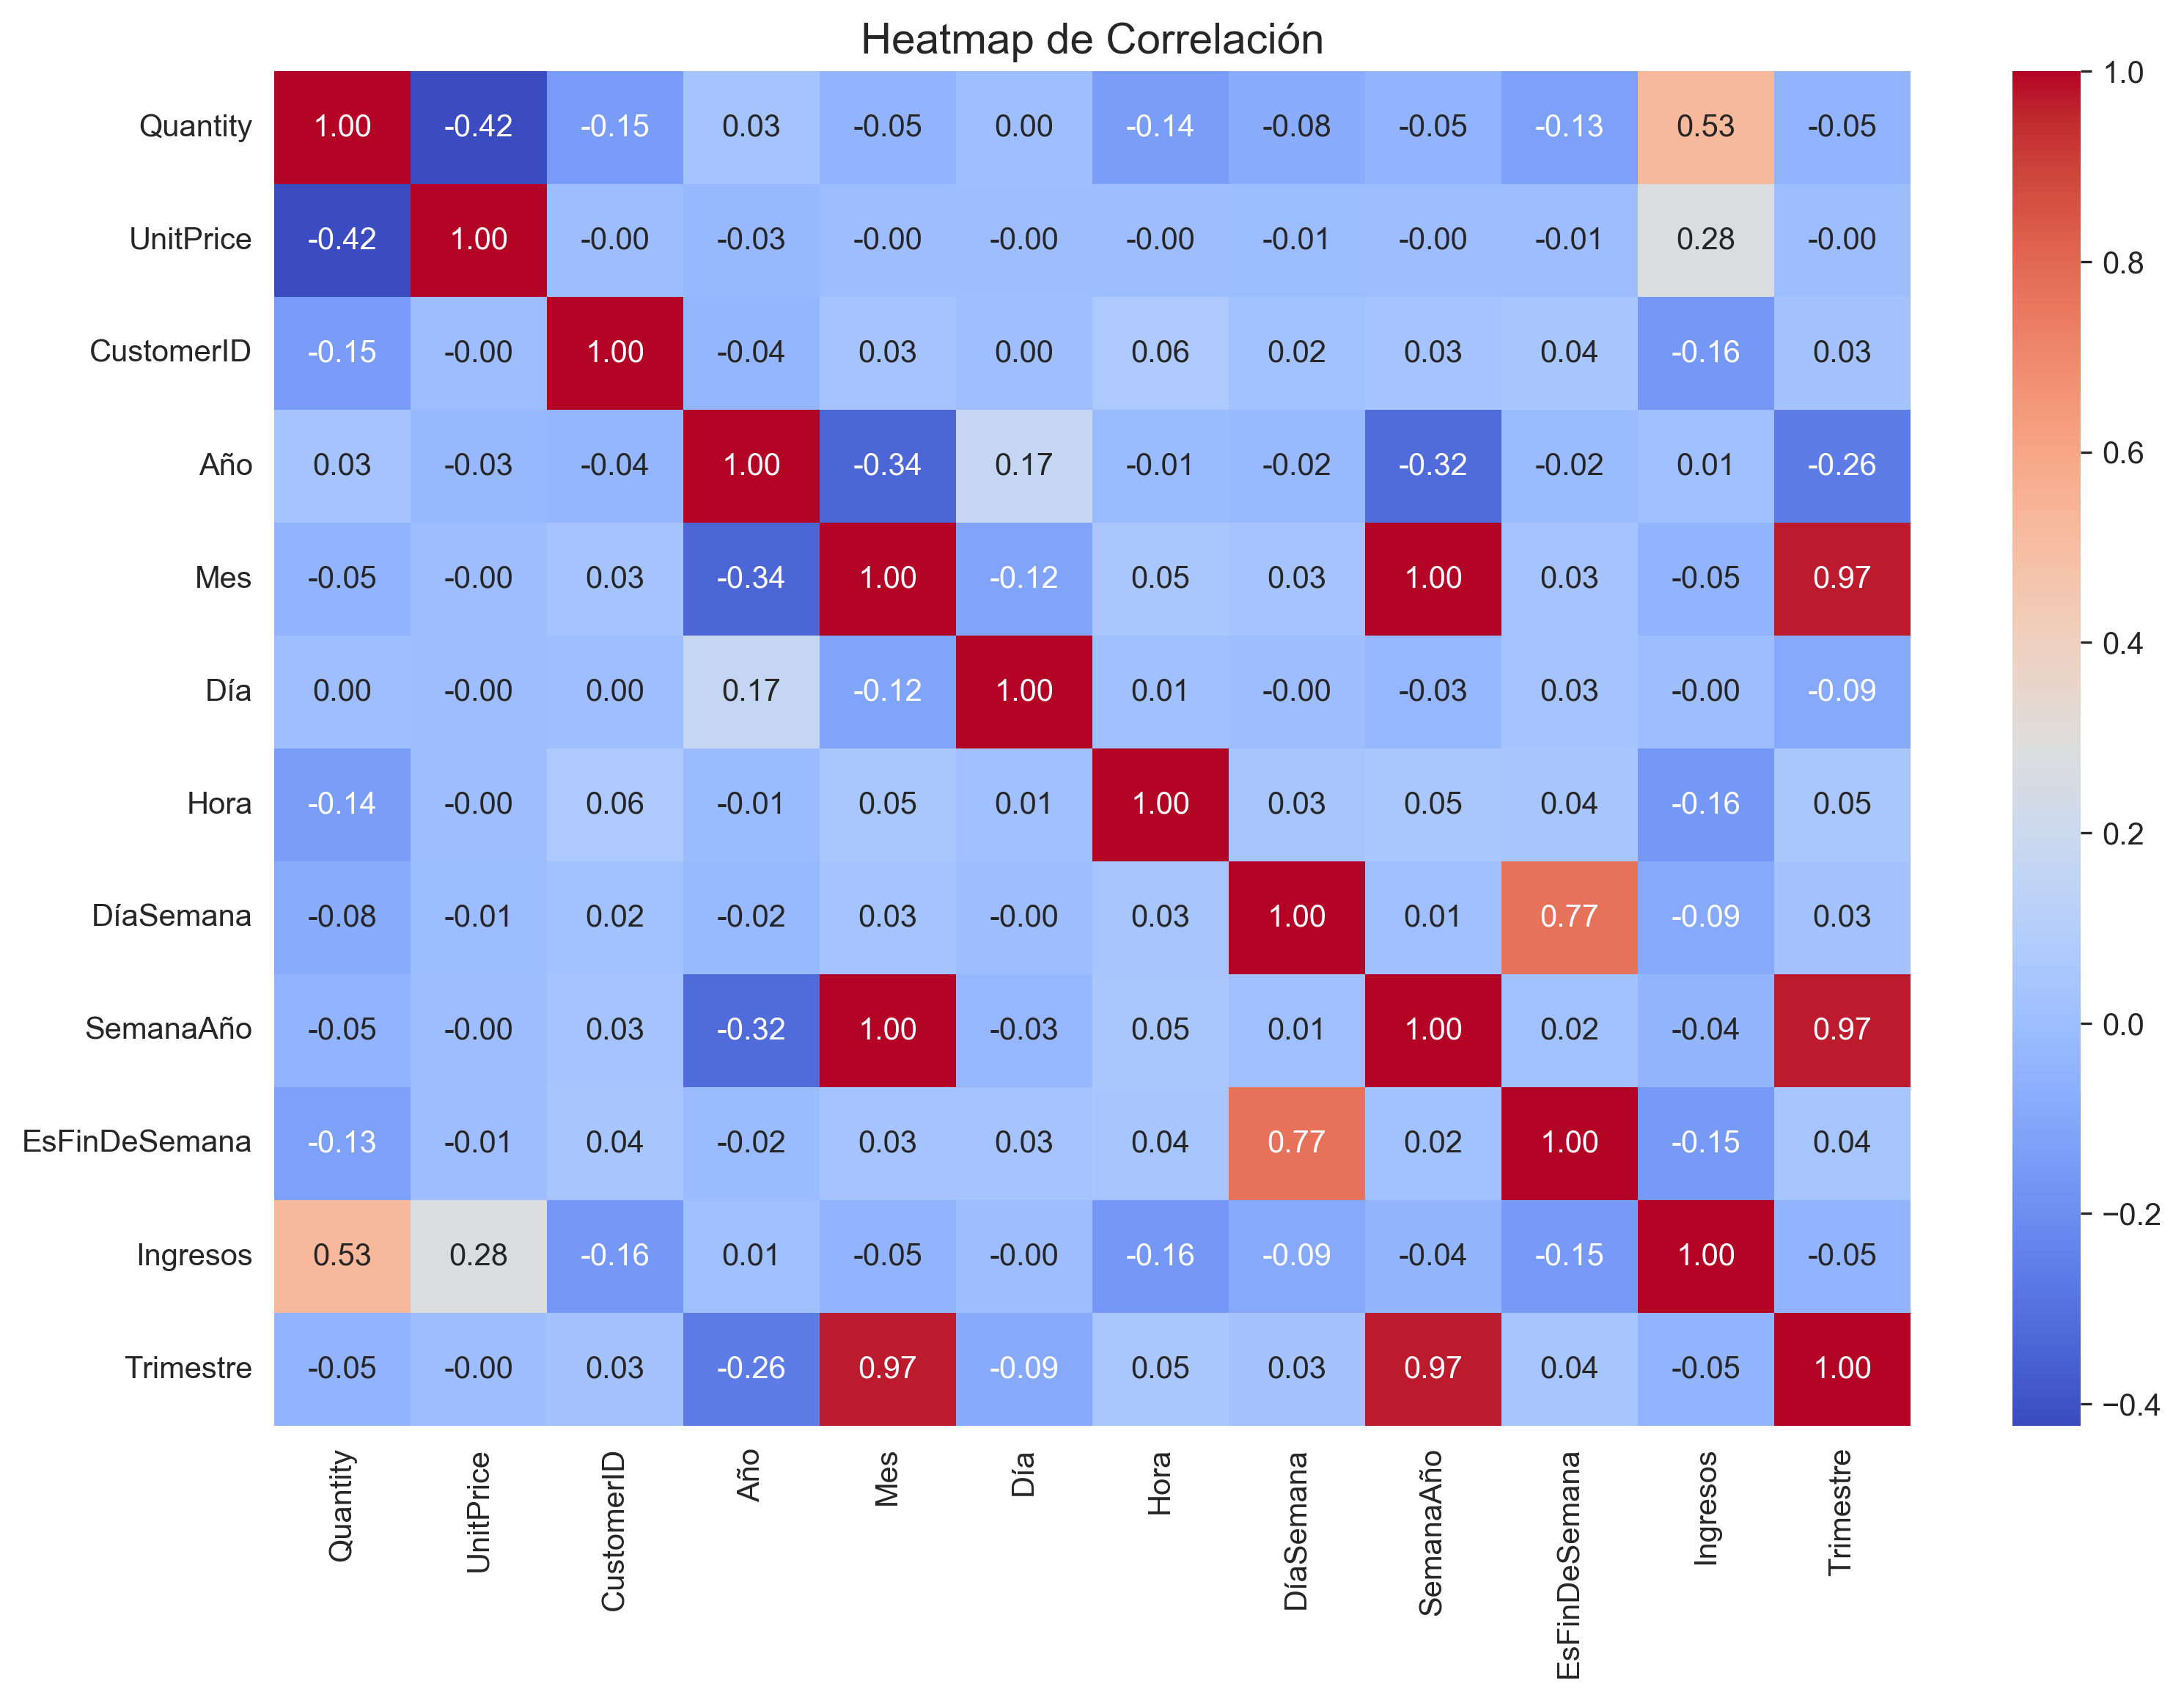 Heatmap de Correlación
Quantity 1.00 -0.42 -0.15 0.03 -0.05 0.00 -0.14 -0.08 -0.05 -0.13 0.53 -0.05
UnitPrice -0.42 1.00 -0.00 -0.03 -0.00 -0.00 -0.00 -0.01 -0.00 -0.01 0.28 -0.00
CustomerID -0.15 -0.00 1.00 -0.04 0.03 0.00 0.06 0.02 0.03 0.04 -0.16 0.03
Año 0.03 -0.03 -0.04 1.00 -0.34 0.17 -0.01 -0.02 -0.32 -0.02 0.01 -0.26
Mes -0.05 -0.00 0.03 -0.34 1.00 -0.12 0.05 0.03 1.00 0.03 -0.05 0.97
Día 0.00 -0.00 0.00 0.17 -0.12 1.00 0.01 -0.00 -0.03 0.03 -0.00 -0.09
Hora -0.14 -0.00 0.06 -0.01 0.05 0.01 1.00 0.03 0.05 0.04 -0.16 0.05
DíaSemana -0.08 -0.01 0.02 -0.02 0.03 -0.00 0.03 1.00 0.01 0.77 -0.09 0.03
SemanaAño -0.05 -0.00 0.03 -0.32 1.00 -0.03 0.05 0.01 1.00 0.02 -0.04 0.97
EsFinDeSemana -0.13 -0.01 0.04 -0.02 0.03 0.03 0.04 0.77 0.02 1.00 -0.15 0.04
Ingresos 0.53 0.28 -0.16 0.01 -0.05 -0.00 -0.16 -0.09 -0.04 -0.15 1.00 -0.05
Trimestre -0.05 -0.00 0.03 -0.26 0.97 -0.09 0.05 0.03 0.97 0.04 -0.05 1.00
Quantity
UnitPrice
CustomerID
Año
Mes
Día
Hora
DíaSemana
SemanaAño
EsFinDeSemana
Ingresos
Trimestre
1.0
0.8
0.6
0.4
0.2
0.0
−0.2
−0.4